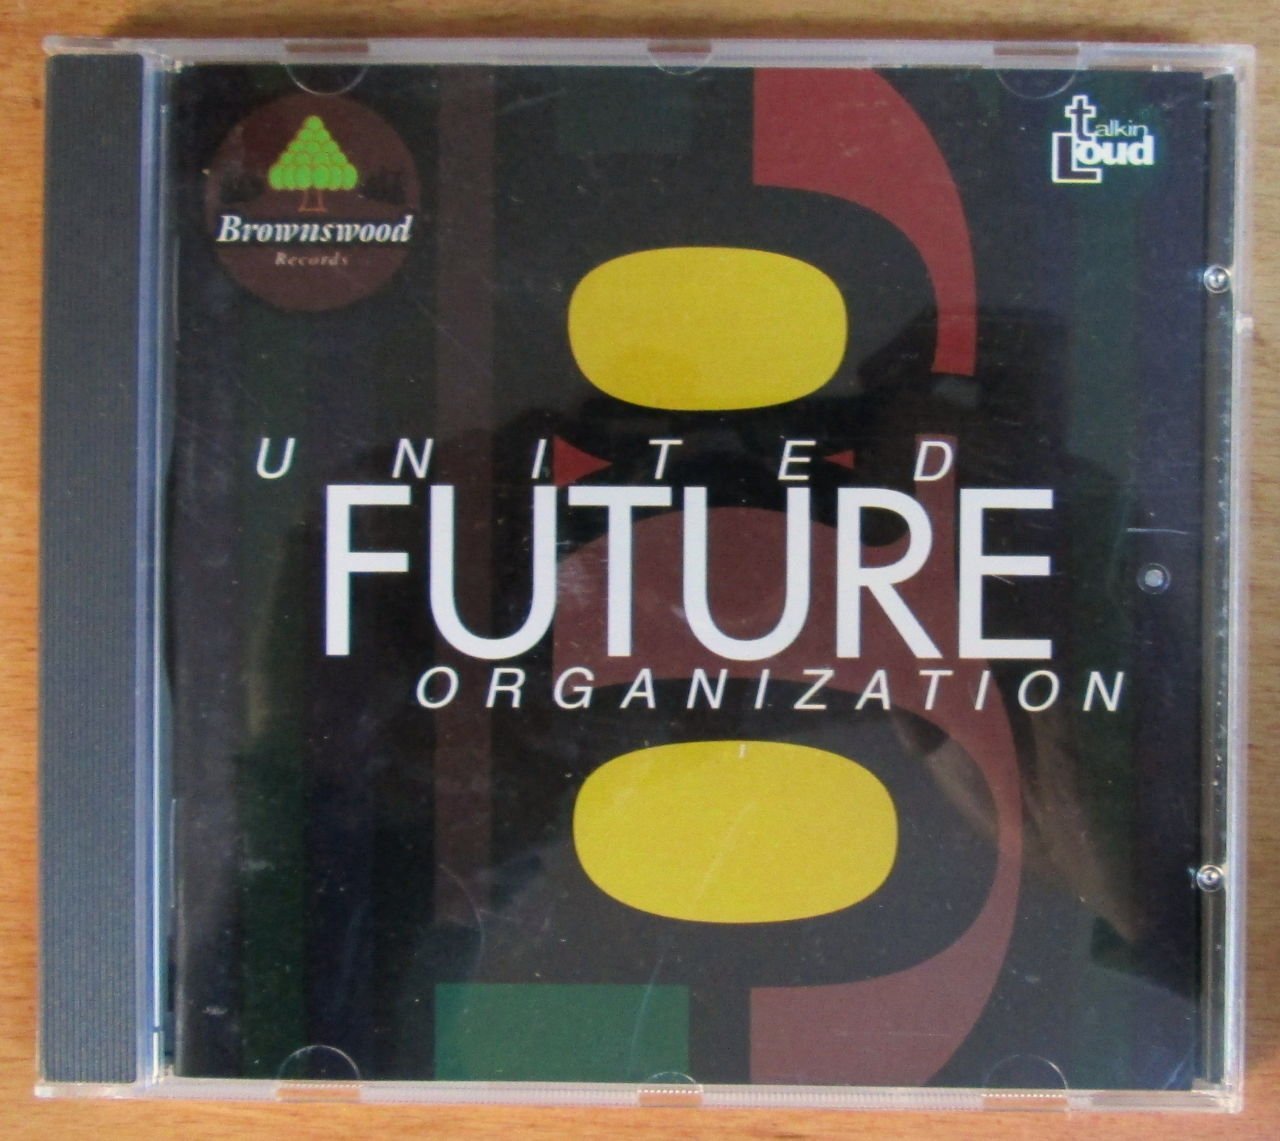 Brownswood
Records
talkin
Loud
UNITED
FUTURE
ORGANIZATION